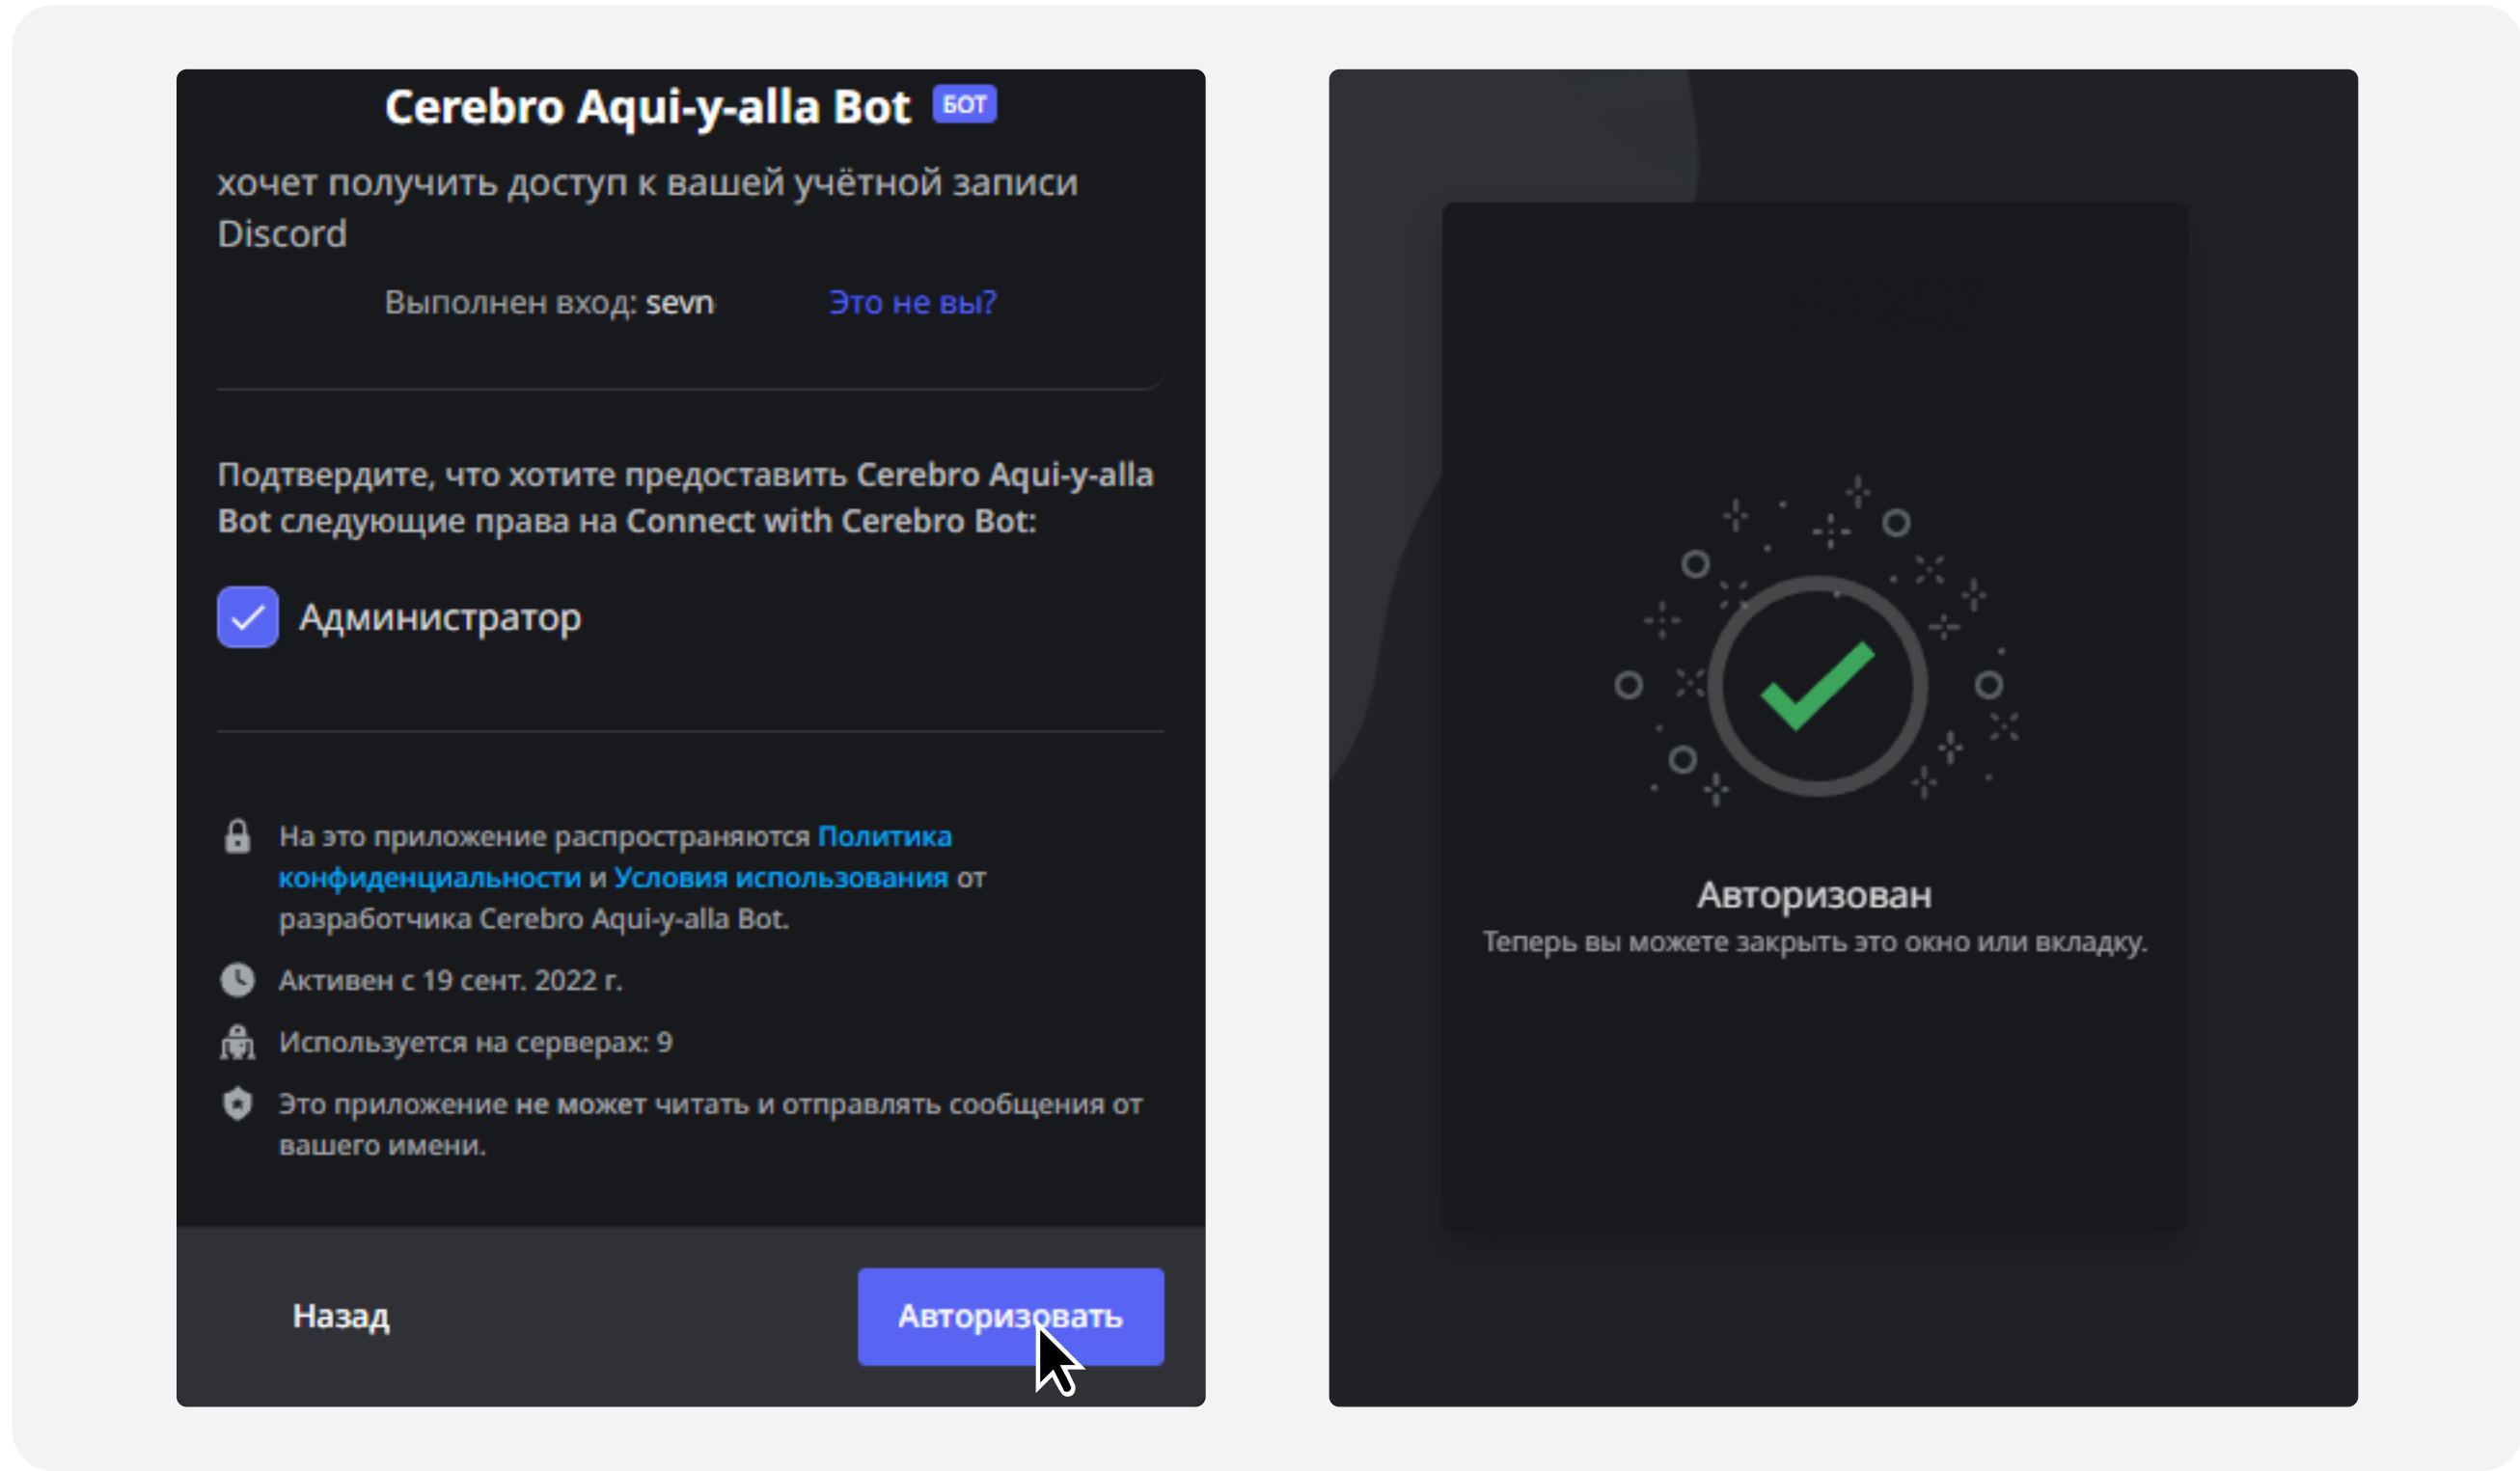 Cerebro Aqui-y-alla Bot БОТ
хочет получить доступ к вашей учётной записи
Discord
Выполнен вход: sevn Это не вы?
Подтвердите, что хотите предоставить Cerebro Aqui-y-alla
Bot следующие права на Connect with Cerebro Bot:
Администратор
На это приложение распространяются Политика
конфиденциальности и Условия использования от
разработчика Cerebro Aqui-y-alla Bot.
Активен с 19 сент. 2022 г.
Используется на серверах: 9
Это приложение не может читать и отправлять сообщения от
вашего имени.
Назад Авторизовать
Авторизован
Теперь вы можете закрыть это окно или вкладку.